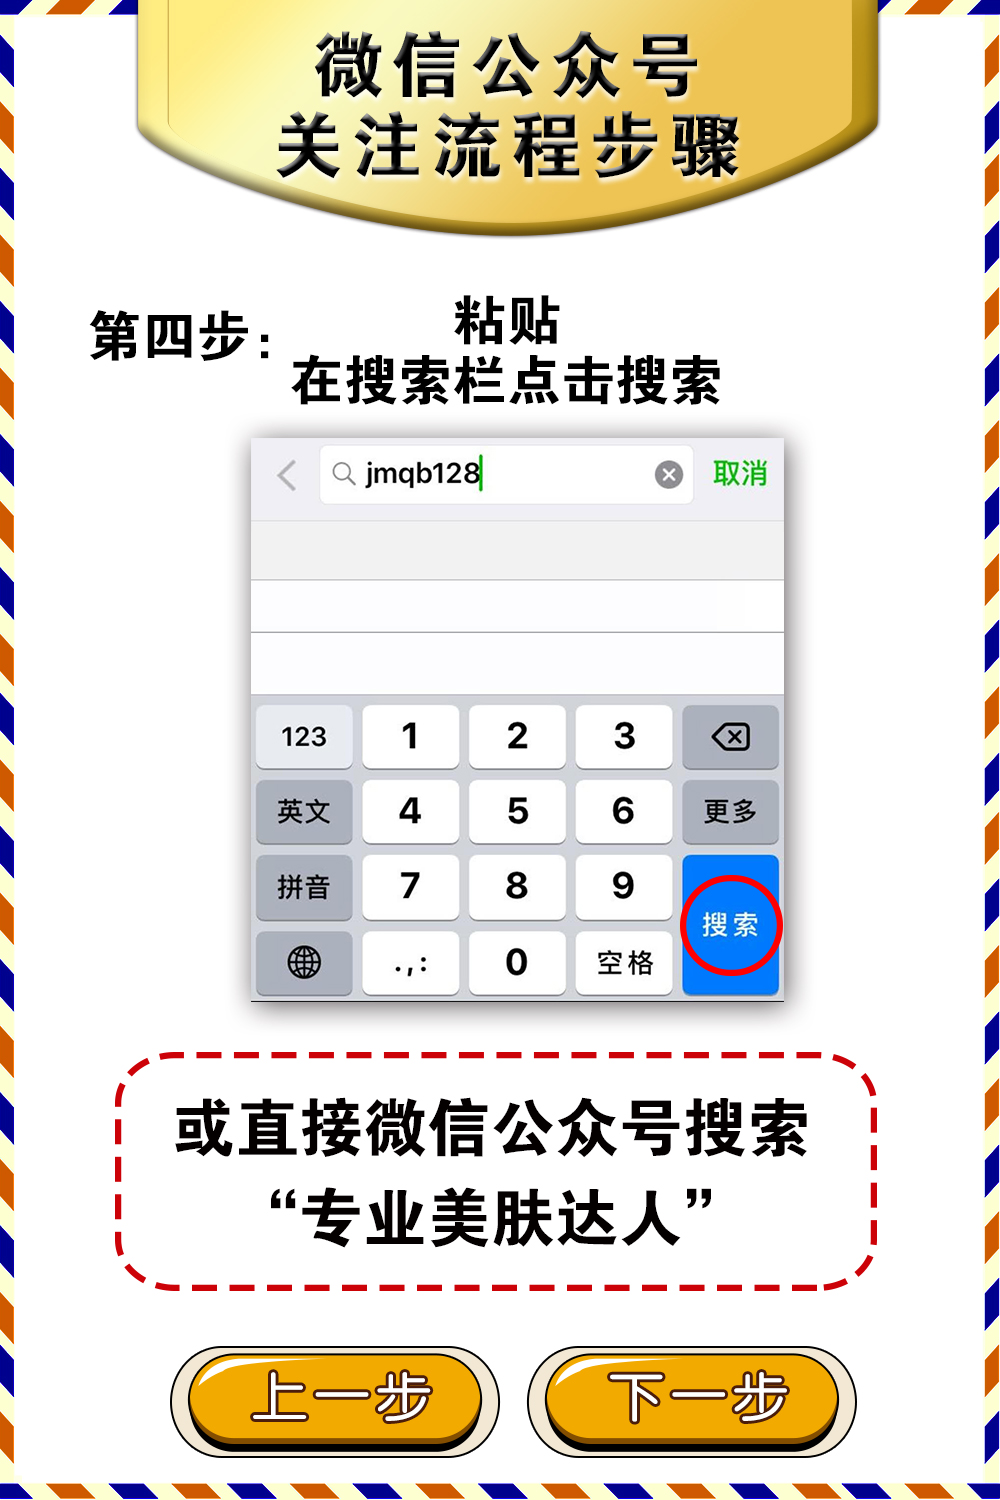 微信公众号
关注流程步骤
第四步：
粘贴
在搜索栏点击搜索
jmqb128
取消
123 1 2 3
英文 4 5 6 更多
拼音 7 8 9
搜索
.,: 0 空格
或直接微信公众号搜索
“专业美肤达人”
上一步 下一步